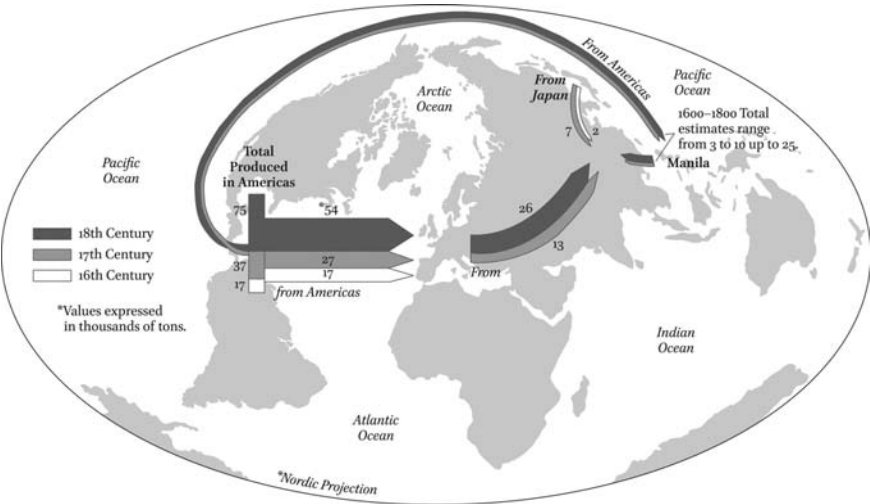 From Americas
Pacific
Ocean
From
Japan
Arctic
Ocean
7
2
1600–1800 Total
estimates range
from 3 to 10 up to 25.
Manila
Pacific
Ocean
Total
Produced
in Americas
75
*54
26
13
18th Century
17th Century
16th Century
37
27
17
17
From
from Americas
*Values expressed
in thousands of tons.
Indian
Ocean
Atlantic
Ocean
*Nordic Projection